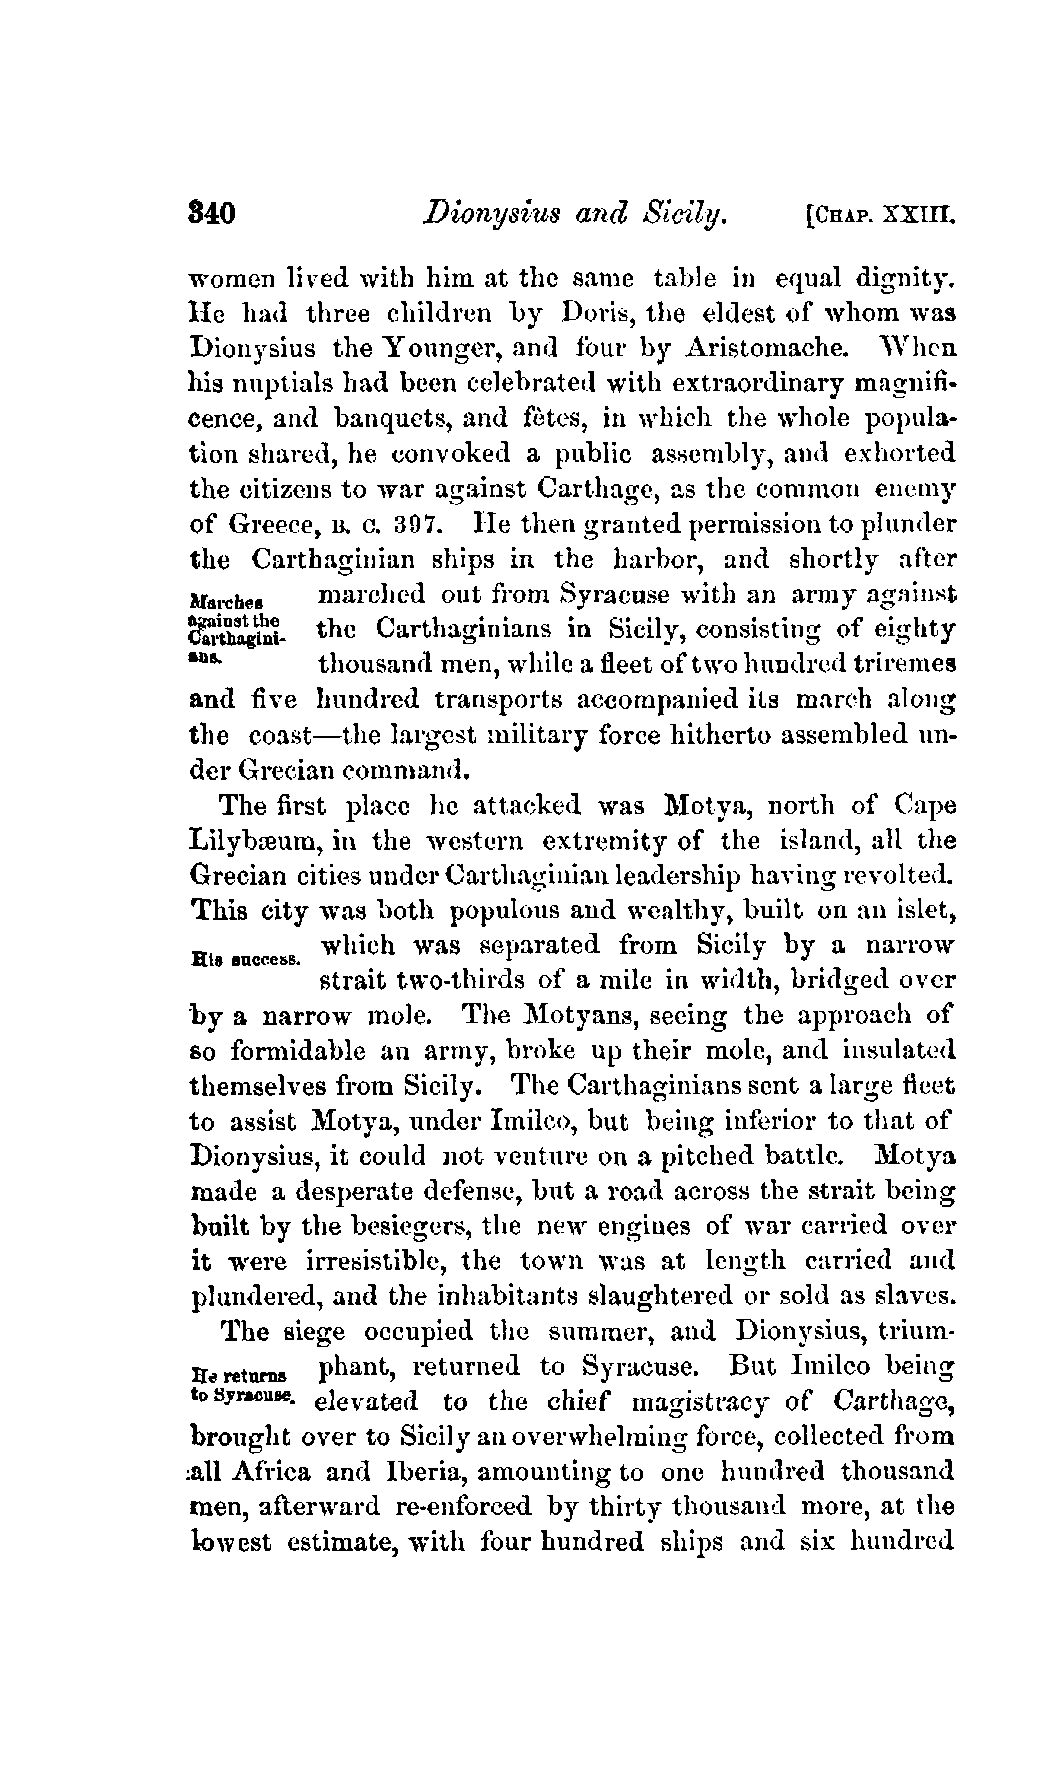 340 Dionysius and Sicily. [CHAP. XXIII.
women lived with him at the same table in equal dignity.
He had three children by Doris, the eldest of whom was
Dionysius the Younger, and four by Aristomache. When
his nuptials had been celebrated with extraordinary magnifi-
cence, and banquets, and fêtes, in which the whole popula-
tion shared, he convoked a public assembly, and exhorted
the citizens to war against Carthage, as the common enemy
of Greece, B. C. 397. He then granted permission to plunder
the Carthaginian ships in the harbor, and shortly after
Marches
against the
Carthagini-
ans.
marched out from Syracuse with an army against
the Carthaginians in Sicily, consisting of eighty
thousand men, while a fleet of two hundred triremes
and five hundred transports accompanied its march along
the coast—the largest military force hitherto assembled un-
der Grecian command.
The first place he attacked was Motya, north of Cape
Lilybæum, in the western extremity of the island, all the
Grecian cities under Carthaginian leadership having revolted.
This city was both populous and wealthy, built on an islet,
His success.
which was separated from Sicily by a narrow
strait two-thirds of a mile in width, bridged over
by a narrow mole. The Motyans, seeing the approach of
so formidable an army, broke up their mole, and insulated
themselves from Sicily. The Carthaginians sent a large fleet
to assist Motya, under Imilco, but being inferior to that of
Dionysius, it could not venture on a pitched battle. Motya
made a desperate defense, but a road across the strait being
built by the besiegers, the new engines of war carried over
it were irresistible, the town was at length carried and
plundered, and the inhabitants slaughtered or sold as slaves.
The siege occupied the summer, and Dionysius, trium-
He returns
to Syracuse.
phant, returned to Syracuse. But Imilco being
elevated to the chief magistracy of Carthage,
brought over to Sicily an overwhelming force, collected from
all Africa and Iberia, amounting to one hundred thousand
men, afterward re-enforced by thirty thousand more, at the
lowest estimate, with four hundred ships and six hundred